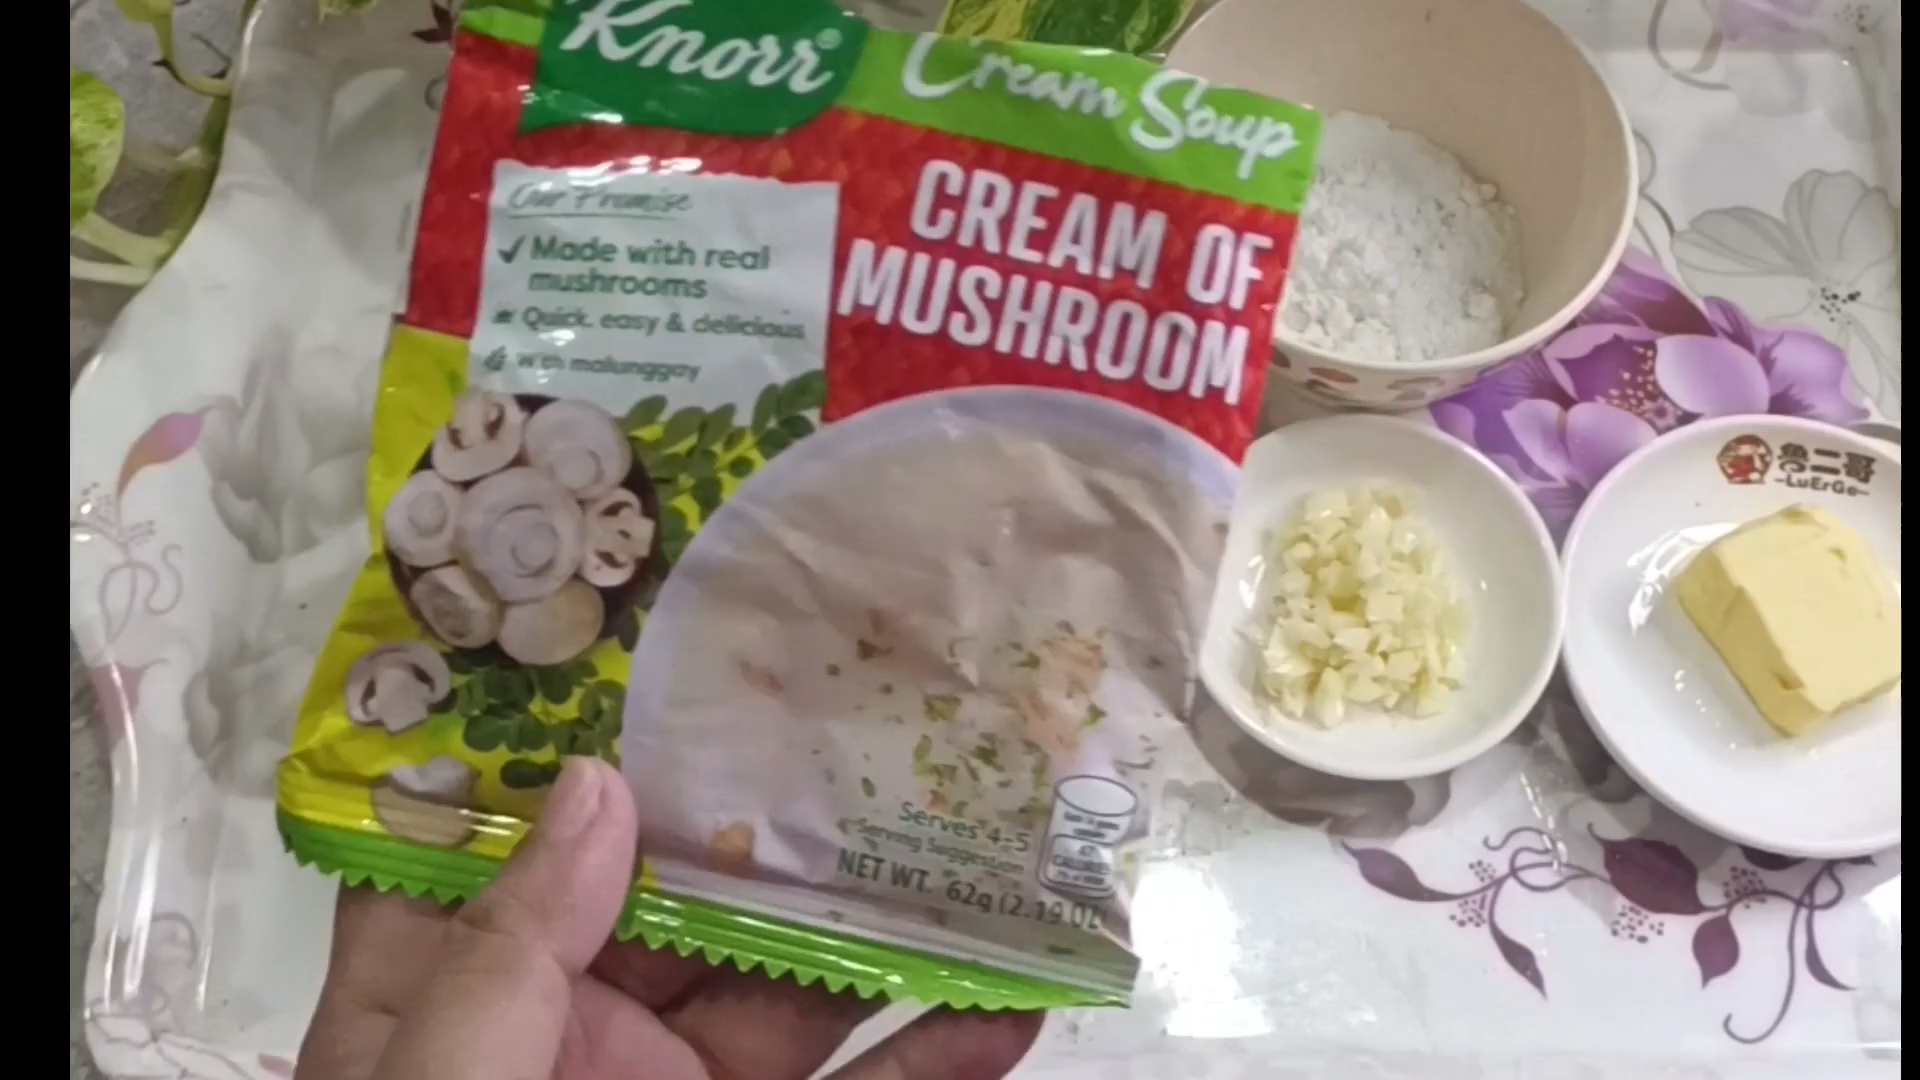 Knorr®
Cream Soup
Our Promise
CREAM OF
MUSHROOM
✓ Made with real
mushrooms
Quick, easy & delicious
with malunggay
魯二哥
-LuErGe-
Serves 4-5
Serving Suggestion
NET WT. 62g (2.19 OZ)
CALORIES